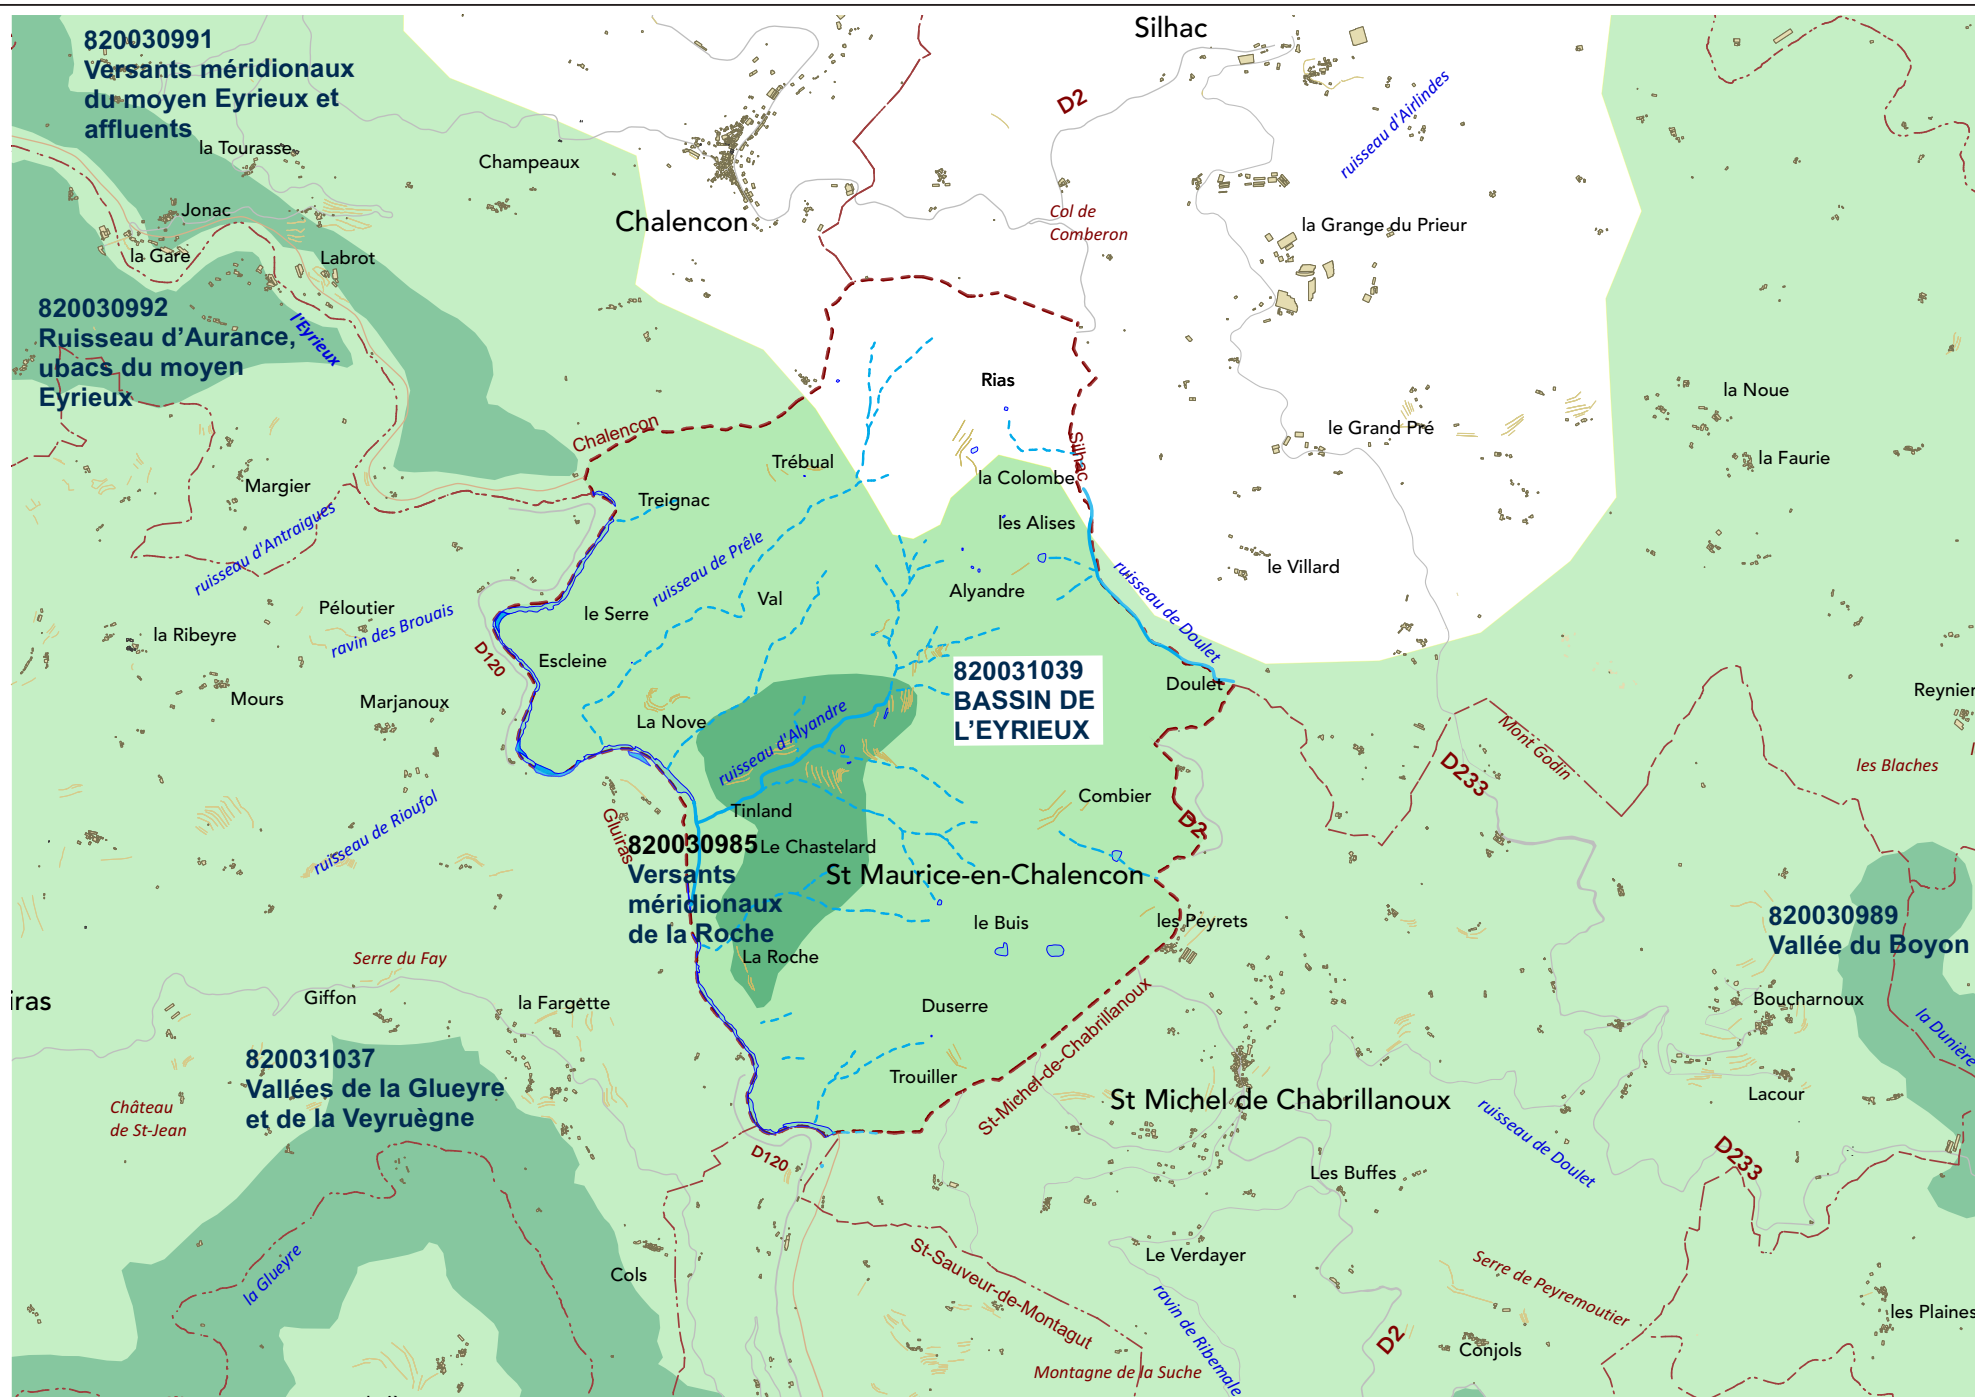 Silhac
820030991
Versants méridionaux
du moyen Eyrieux et
affluents
la Tourasse
Champeaux
D2
ruisseau d'Airlindes
Jonac
Chalencon
Col de
Comberon
la Grange du Prieur
la Gare
Labrot
820030992
Ruisseau d'Aurance,
ubacs du moyen
Eyrieux
l'Eyrieux
Rias
la Noue
Chalencon
Silhac
le Grand Pré
la Faurie
Trébual
la Colombe
Margier
Treignac
les Alises
ruisseau d'Antraigues
ruisseau de Prêle
ruisseau de Doulet
le Villard
Péloutier
ravin des Brouais
le Serre
Val
Alyandre
la Ribeyre
D120
Escleine
820031039
BASSIN DE
L'EYRIEUX
Doulet
Mours
Marjanoux
La Nove
ruisseau d'Alyandre
Reynier
Mont Godin
D233
les Blaches
ruisseau de Rioufol
Gluiras
Tinland
Combier
D2
820030985
Versants
méridionaux
de la Roche
Le Chastelard
St Maurice-en-Chalencon
le Buis
les Peyrets
820030989
Vallée du Boyon
La Roche
Serre du Fay
Giffon
la Fargette
iras
Duserre
Boucharnoux
la Dunière
820031037
Vallées de la Glueyre
et de la Veyruègne
Château
de St-Jean
Trouiller
St-Michel-de-Chabrillanoux
St Michel de Chabrillanoux
Lacour
ruisseau de Doulet
D120
D233
Les Buffes
la Glueyre
Cols
St-Sauveur-de-Montagut
Le Verdayer
Serre de Peyremoutier
ravin de Ribemale
les Plaines
D2
Conjols
Montagne de la Suche